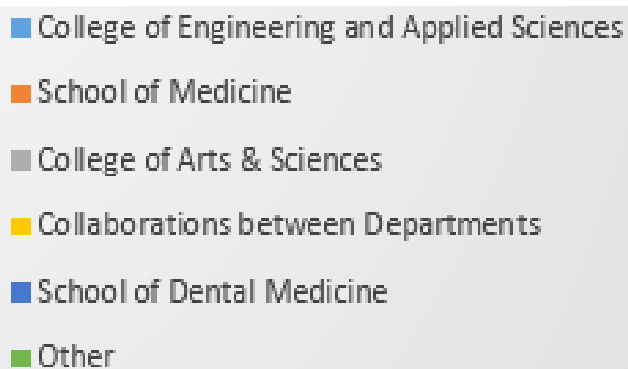 College of Engineering and Applied Sciences
School of Medicine
College of Arts & Sciences
Collaborations between Departments
School of Dental Medicine
Other